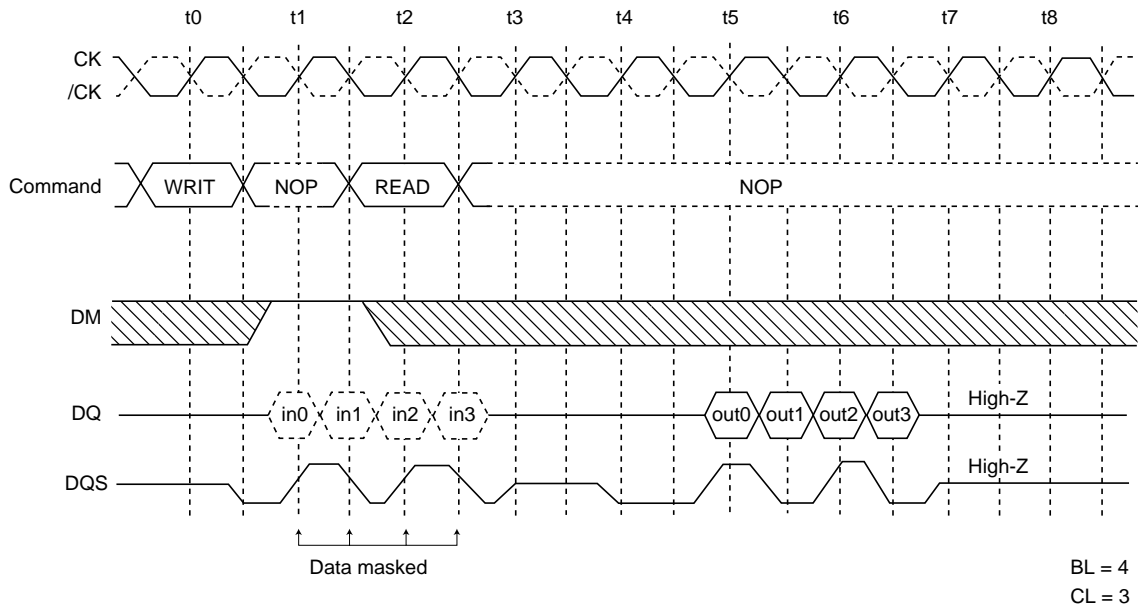 t0 t1 t2 t3 t4 t5 t6 t7 t8
CK
/CK
Command WRIT NOP READ NOP
DM
DQ in0 in1 in2 in3 out0 out1 out2 out3 High-Z
DQS High-Z
Data masked
BL = 4
CL = 3